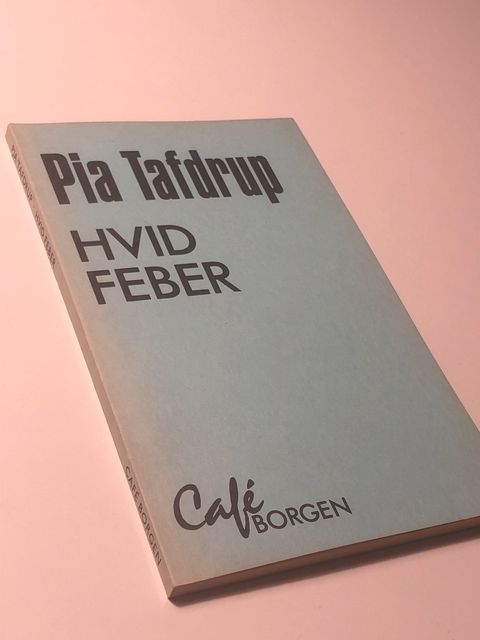 Pia Tafdrup
HVID
FEBER
Café
BORGEN
PIA TAFDRUP HVID FEBER
CAFÉ BORGEN